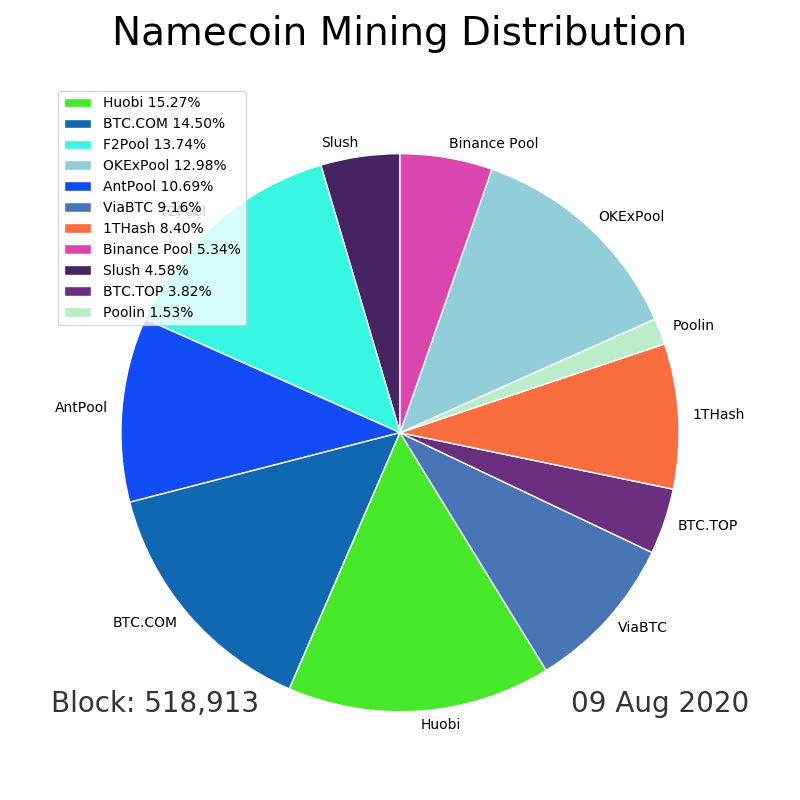 Namecoin Mining Distribution
Huobi 15.27%
BTC.COM 14.50%
F2Pool 13.74%
OKExPool 12.98%
AntPool 10.69%
ViaBTC 9.16%
1THash 8.40%
Binance Pool 5.34%
Slush 4.58%
BTC.TOP 3.82%
Poolin 1.53%
Slush
Binance Pool
F2Pool
OKExPool
Poolin
AntPool
1THash
BTC.TOP
BTC.COM
ViaBTC
Huobi
Block: 518,913
09 Aug 2020